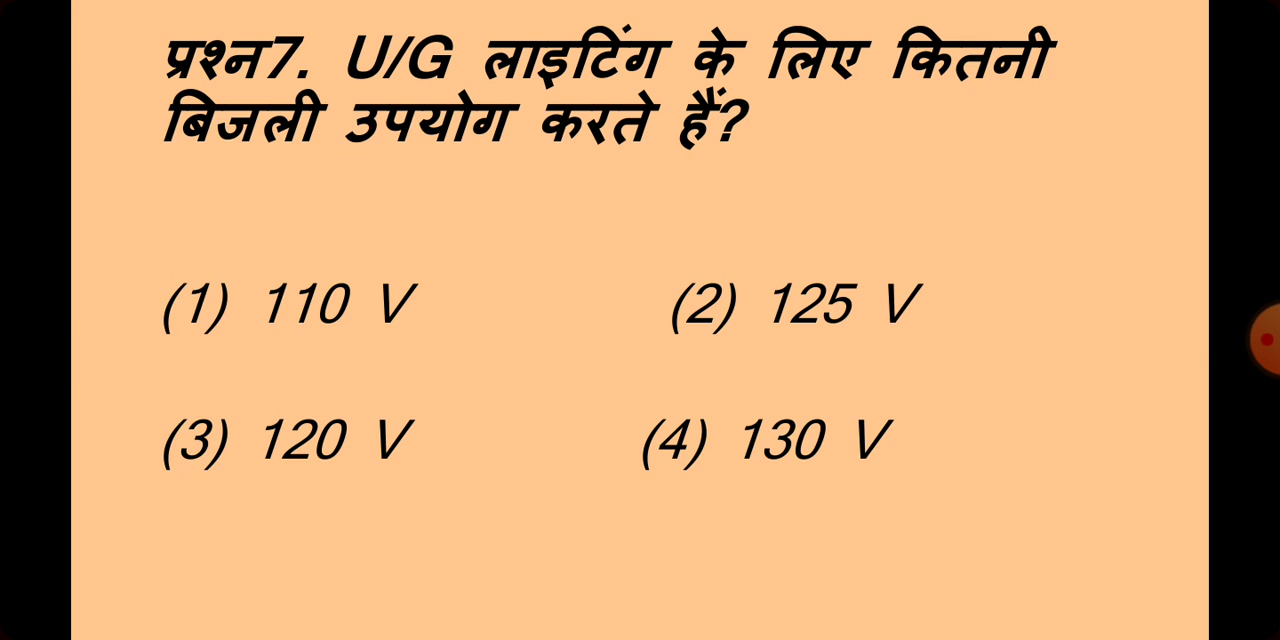 प्रश्न7. U/G लाइटिंग के लिए कितनी
बिजली उपयोग करते हैं?
(1) 110 V (2) 125 V
(3) 120 V (4) 130 V